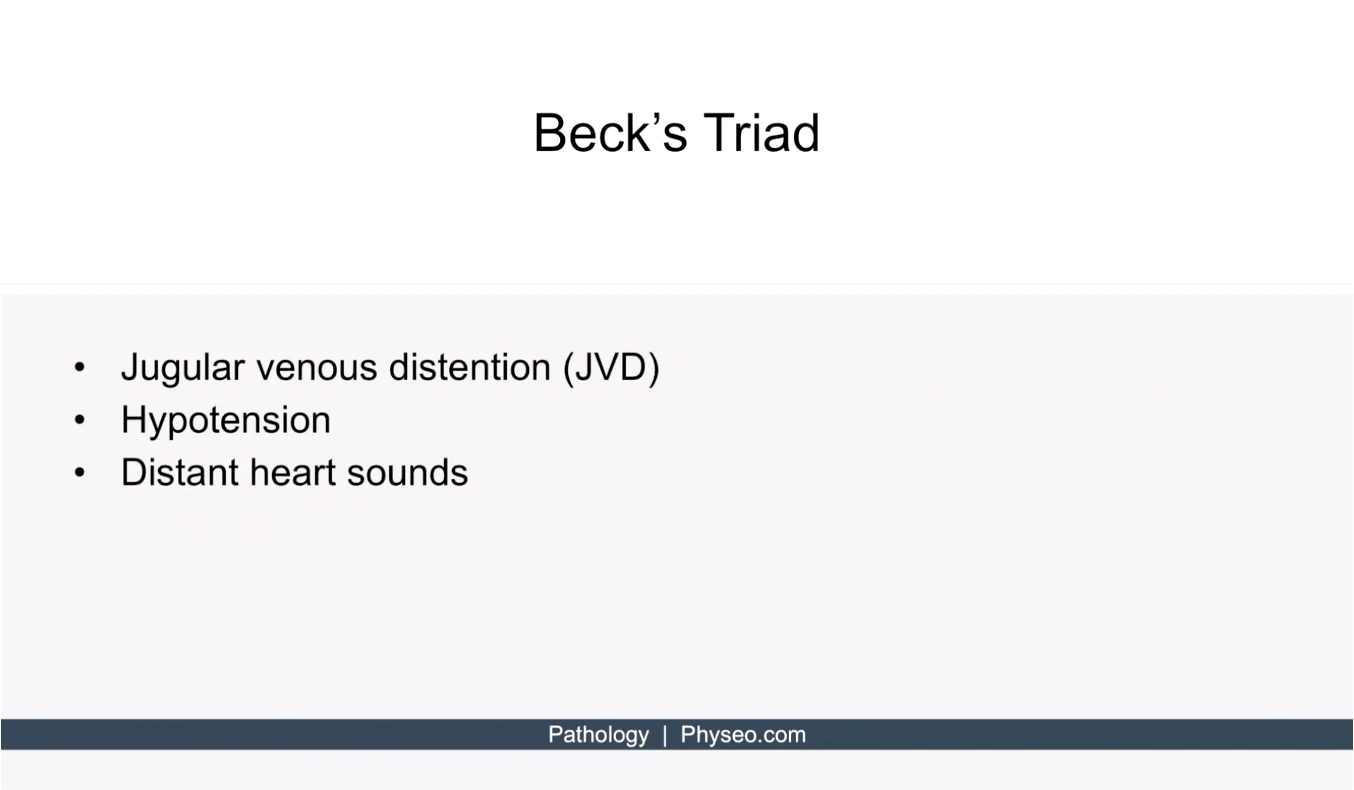 Beck’s Triad
• Jugular venous distention (JVD)
• Hypotension
• Distant heart sounds
Pathology | Physeo.com